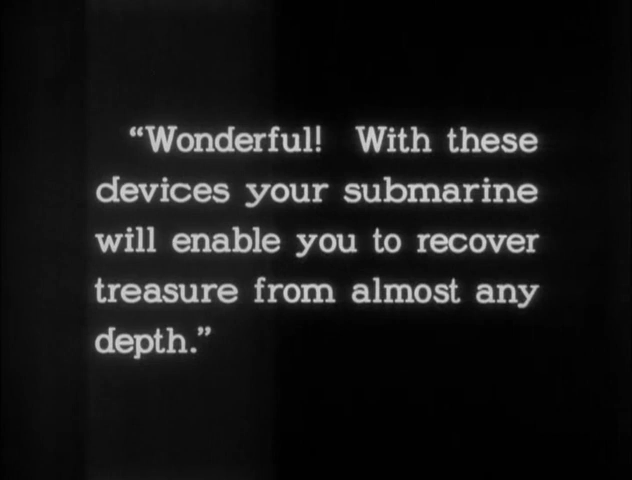 “Wonderful! With these
devices your submarine
will enable you to recover
treasure from almost any
depth.”